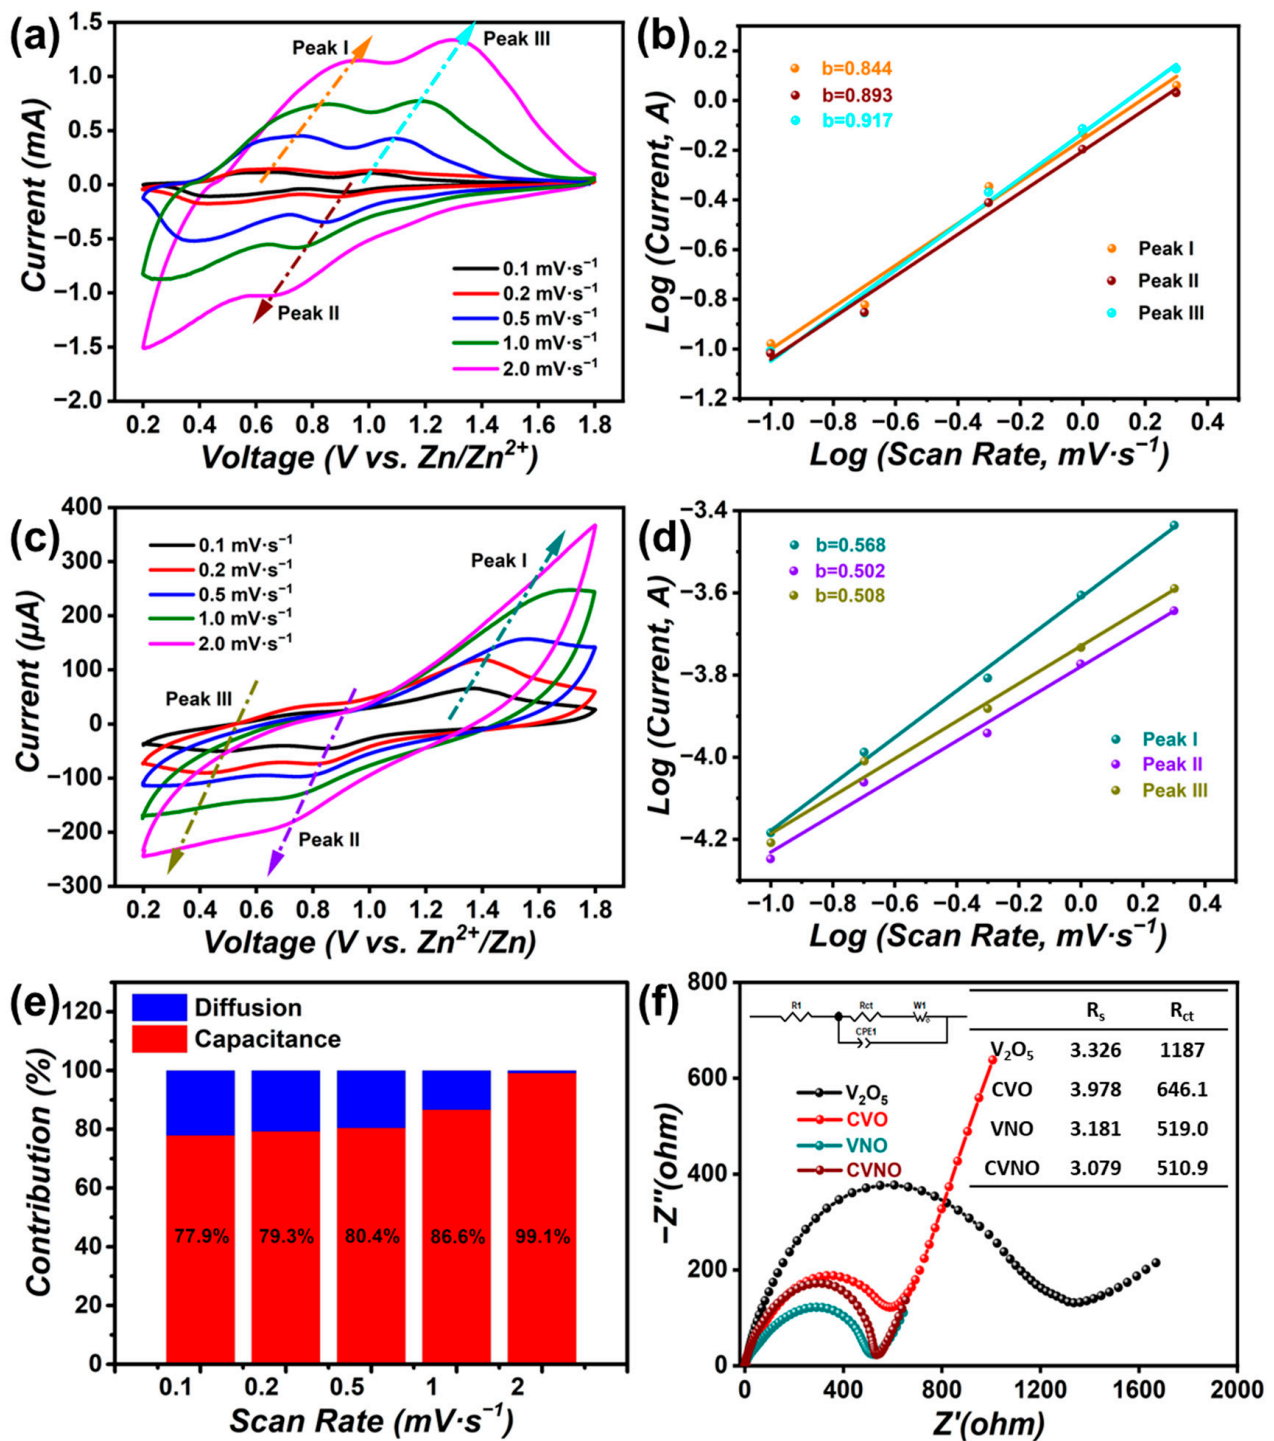 (a)
1.5
1.0
0.5
0.0
−0.5
−1.0
−1.5
−2.0
Current (mA)
Peak I
Peak III
Peak II
0.1 mV·s⁻¹
0.2 mV·s⁻¹
0.5 mV·s⁻¹
1.0 mV·s⁻¹
2.0 mV·s⁻¹
0.2 0.4 0.6 0.8 1.0 1.2 1.4 1.6 1.8
Voltage (V vs. Zn/Zn²⁺)
(b)
0.2
0.0
−0.2
−0.4
−0.6
−0.8
−1.0
−1.2
Log (Current, A)
b=0.844
b=0.893
b=0.917
Peak I
Peak II
Peak III
−1.0 −0.8 −0.6 −0.4 −0.2 0.0 0.2 0.4
Log (Scan Rate, mV·s⁻¹)
(c)
400
300
200
100
0
−100
−200
−300
Current (μA)
0.1 mV·s⁻¹
0.2 mV·s⁻¹
0.5 mV·s⁻¹
1.0 mV·s⁻¹
2.0 mV·s⁻¹
Peak I
Peak III
Peak II
0.2 0.4 0.6 0.8 1.0 1.2 1.4 1.6 1.8
Voltage (V vs. Zn²⁺/Zn)
(d)
−3.4
−3.6
−3.8
−4.0
−4.2
Log (Current, A)
b=0.568
b=0.502
b=0.508
Peak I
Peak II
Peak III
−1.0 −0.8 −0.6 −0.4 −0.2 0.0 0.2 0.4
Log (Scan Rate, mV·s⁻¹)
(e)
120
100
80
60
40
20
0
Contribution (%)
Diffusion
Capacitance
77.9% 79.3% 80.4% 86.6% 99.1%
0.1 0.2 0.5 1 2
Scan Rate (mV·s⁻¹)
(f)
800
600
400
200
0
−Z''(ohm)
R1 Rct W1
CPE1
Rₛ R_ct
V₂O₅ 3.326 1187
CVO 3.978 646.1
VNO 3.181 519.0
CVNO 3.079 510.9
V₂O₅
CVO
VNO
CVNO
0 400 800 1200 1600 2000
Z'(ohm)